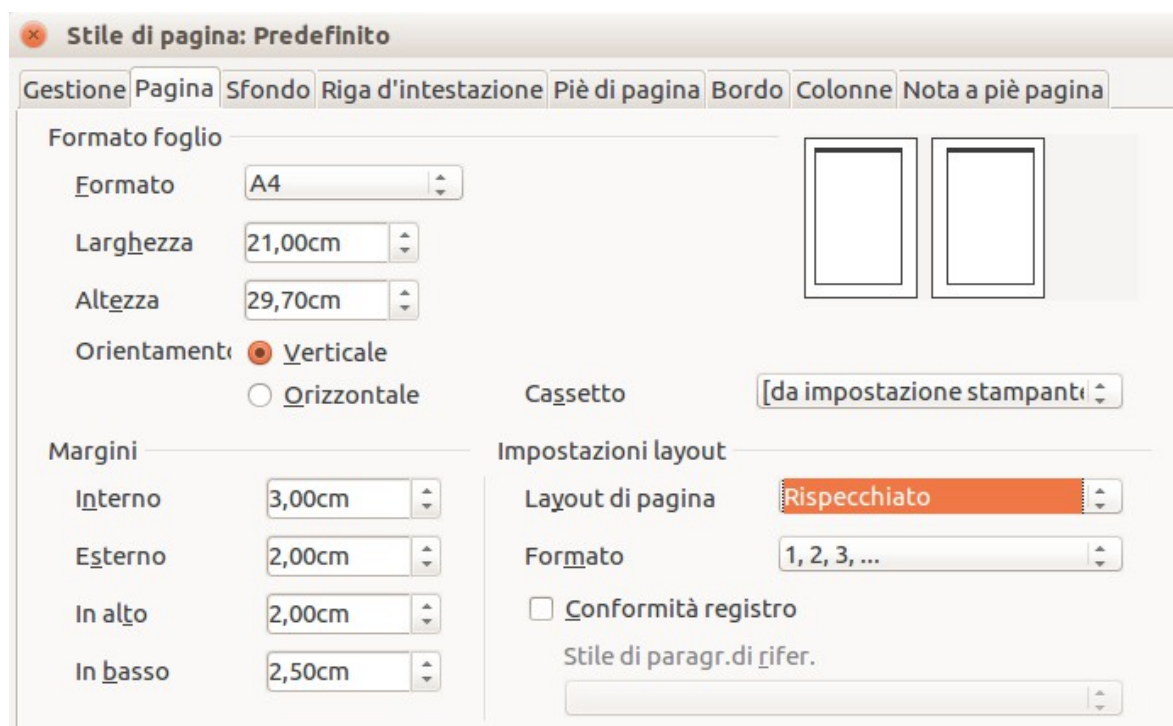 Stile di pagina: Predefinito
Gestione Pagina Sfondo Riga d'intestazione Piè di pagina Bordo Colonne Nota a piè pagina
Formato foglio
Formato A4
Larghezza 21,00cm
Altezza 29,70cm
Orientamento Verticale
Orizzontale
Cassetto [da impostazione stampante
Margini
Interno 3,00cm
Esterno 2,00cm
In alto 2,00cm
In basso 2,50cm
Impostazioni layout
Layout di pagina Rispecchiato
Formato 1, 2, 3, ...
Conformità registro
Stile di paragr.di rifer.